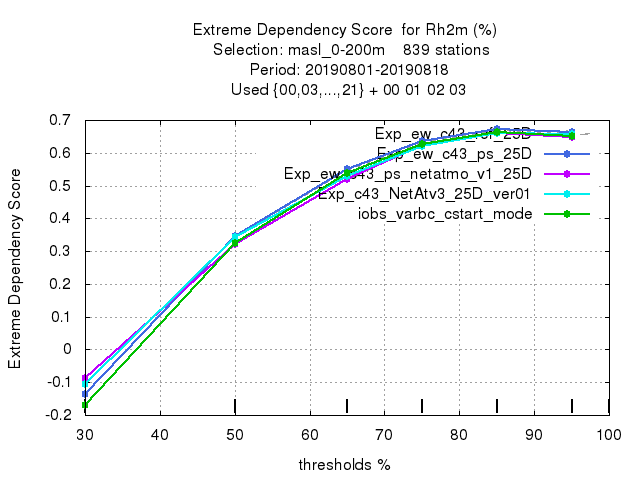 Extreme Dependency Score for Rh2m (%)
Selection: masl_0-200m 839 stations
Period: 20190801-20190818
Used {00,03,...,21} + 00 01 02 03
Extreme Dependency Score
0.7
0.6
0.5
0.4
0.3
0.2
0.1
0
-0.1
-0.2
Exp_ew_c43_ref_25D
Exp_ew_c43_ps_25D
Exp_ew_c43_ps_netatmo_v1_25D
Exp_c43_NetAtv3_25D_ver01
iobs_varbc_cstart_mode
30 40 50 60 70 80 90 100
thresholds %